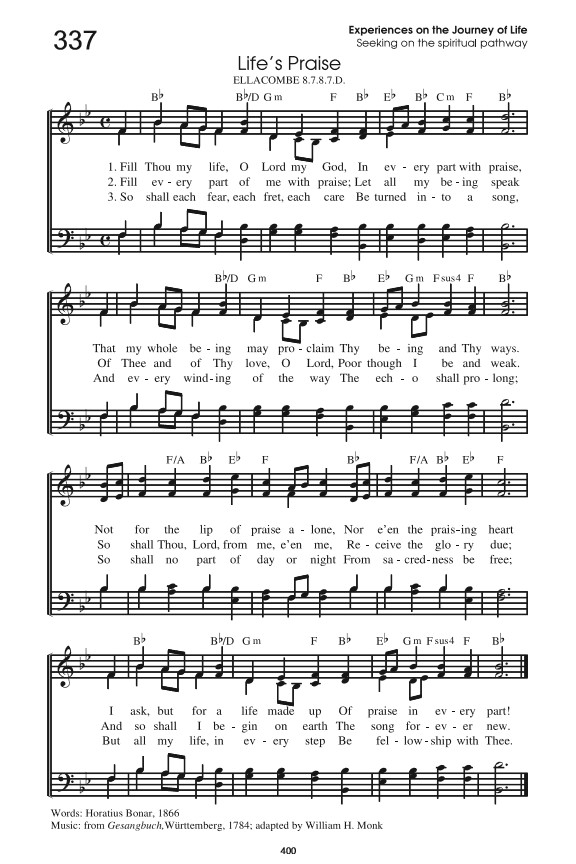 337
Experiences on the Journey of Life
Seeking on the spiritual pathway
Life's Praise
ELLACOMBE 8.7.8.7.D.
B♭ B♭/D G m F B♭ E♭ B♭ C m F B♭
1. Fill Thou my life, O Lord my God, In ev - ery part with praise,
2. Fill ev - ery part of me with praise; Let all my be - ing speak
3. So shall each fear, each fret, each care Be turned in - to a song,
B♭/D G m F B♭ E♭ G m F sus4 F B♭
That my whole be - ing may pro - claim Thy be - ing and Thy ways.
Of Thee and of Thy love, O Lord, Poor though I be and weak.
And ev - ery wind - ing of the way The ech - o shall pro - long;
F/A B♭ E♭ F B♭ F/A B♭ E♭ F
Not for the lip of praise a - lone, Nor e'en the prais - ing heart
So shall Thou, Lord, from me, e'en me, Re - ceive the glo - ry due;
So shall no part of day or night From sa - cred - ness be free;
B♭ B♭/D G m F B♭ E♭ G m F sus4 F B♭
I ask, but for a life made up Of praise in ev - ery part!
And so shall I be - gin on earth The song for - ev - er new.
But all my life, in ev - ery step Be fel - low - ship with Thee.
Words: Horatius Bonar, 1866
Music: from Gesangbuch, Württemberg, 1784; adapted by William H. Monk
400